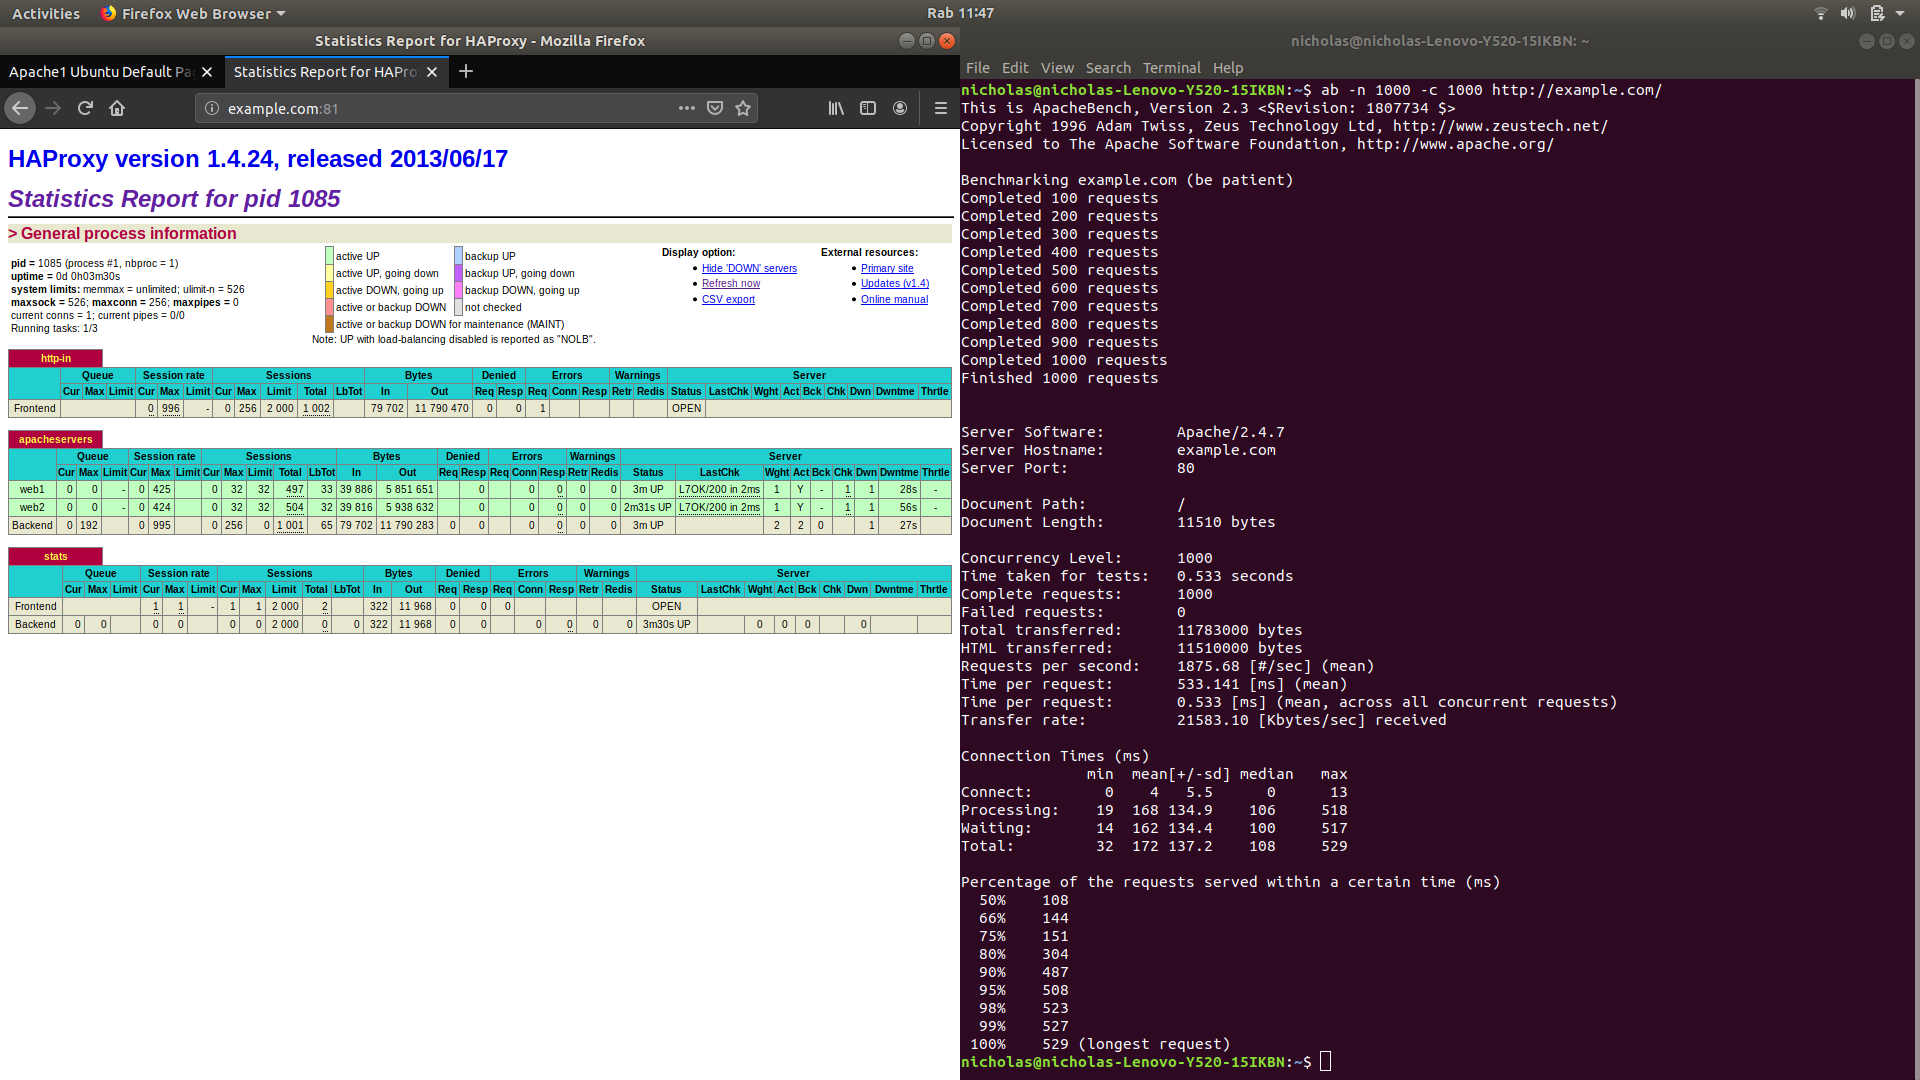 Activities Firefox Web Browser Rab 11:47
Statistics Report for HAProxy - Mozilla Firefox
Apache1 Ubuntu Default Pa Statistics Report for HAPro
example.com:81
HAProxy version 1.4.24, released 2013/06/17
Statistics Report for pid 1085
> General process information
pid = 1085 (process #1, nbproc = 1)
uptime = 0d 0h03m30s
system limits: memmax = unlimited; ulimit-n = 526
maxsock = 526; maxconn = 256; maxpipes = 0
current conns = 1; current pipes = 0/0
Running tasks: 1/3
active UP backup UP
active UP, going down backup UP, going down
active DOWN, going up backup DOWN, going up
active or backup DOWN not checked
active or backup DOWN for maintenance (MAINT)
Note: UP with load-balancing disabled is reported as "NOLB".
Display option:
Hide 'DOWN' servers
Refresh now
CSV export
External resources:
Primary site
Updates (v1.4)
Online manual
http-in
Queue Session rate Sessions Bytes Denied Errors Warnings Server
Cur Max Limit Cur Max Limit Cur Max Limit Total LbTot In Out Req Resp Req Conn Resp Retr Redis Status LastChk Wght Act Bck Chk Dwn Dwntme Thrtle
Frontend 0 996 - 0 256 2 000 1 002 79 702 11 790 470 0 0 1 OPEN
apacheservers
Queue Session rate Sessions Bytes Denied Errors Warnings Server
Cur Max Limit Cur Max Limit Cur Max Limit Total LbTot In Out Req Resp Req Conn Resp Retr Redis Status LastChk Wght Act Bck Chk Dwn Dwntme Thrtle
web1 0 0 - 0 425 0 32 32 497 33 39 886 5 851 651 0 0 0 0 0 3m UP L7OK/200 in 2ms 1 Y - 1 1 28s -
web2 0 0 - 0 424 0 32 32 504 32 39 816 5 938 632 0 0 0 0 0 2m31s UP L7OK/200 in 2ms 1 Y - 1 1 56s -
Backend 0 192 0 995 0 256 0 1 001 65 79 702 11 790 283 0 0 0 0 0 0 3m UP 2 2 0 1 27s
stats
Queue Session rate Sessions Bytes Denied Errors Warnings Server
Cur Max Limit Cur Max Limit Cur Max Limit Total LbTot In Out Req Resp Req Conn Resp Retr Redis Status LastChk Wght Act Bck Chk Dwn Dwntme Thrtle
Frontend 1 1 - 1 1 2 000 2 322 11 968 0 0 0 OPEN
Backend 0 0 0 0 0 0 2 000 0 0 322 11 968 0 0 0 0 0 0 3m30s UP 0 0 0 0
nicholas@nicholas-Lenovo-Y520-15IKBN: ~
File Edit View Search Terminal Help
nicholas@nicholas-Lenovo-Y520-15IKBN:~$ ab -n 1000 -c 1000 http://example.com/
This is ApacheBench, Version 2.3 <$Revision: 1807734 $>
Copyright 1996 Adam Twiss, Zeus Technology Ltd, http://www.zeustech.net/
Licensed to The Apache Software Foundation, http://www.apache.org/
Benchmarking example.com (be patient)
Completed 100 requests
Completed 200 requests
Completed 300 requests
Completed 400 requests
Completed 500 requests
Completed 600 requests
Completed 700 requests
Completed 800 requests
Completed 900 requests
Completed 1000 requests
Finished 1000 requests
Server Software: Apache/2.4.7
Server Hostname: example.com
Server Port: 80
Document Path: /
Document Length: 11510 bytes
Concurrency Level: 1000
Time taken for tests: 0.533 seconds
Complete requests: 1000
Failed requests: 0
Total transferred: 11783000 bytes
HTML transferred: 11510000 bytes
Requests per second: 1875.68 [#/sec] (mean)
Time per request: 533.141 [ms] (mean)
Time per request: 0.533 [ms] (mean, across all concurrent requests)
Transfer rate: 21583.10 [Kbytes/sec] received
Connection Times (ms)
min mean[+/-sd] median max
Connect: 0 4 5.5 0 13
Processing: 19 168 134.9 106 518
Waiting: 14 162 134.4 100 517
Total: 32 172 137.2 108 529
Percentage of the requests served within a certain time (ms)
50% 108
66% 144
75% 151
80% 304
90% 487
95% 508
98% 523
99% 527
100% 529 (longest request)
nicholas@nicholas-Lenovo-Y520-15IKBN:~$